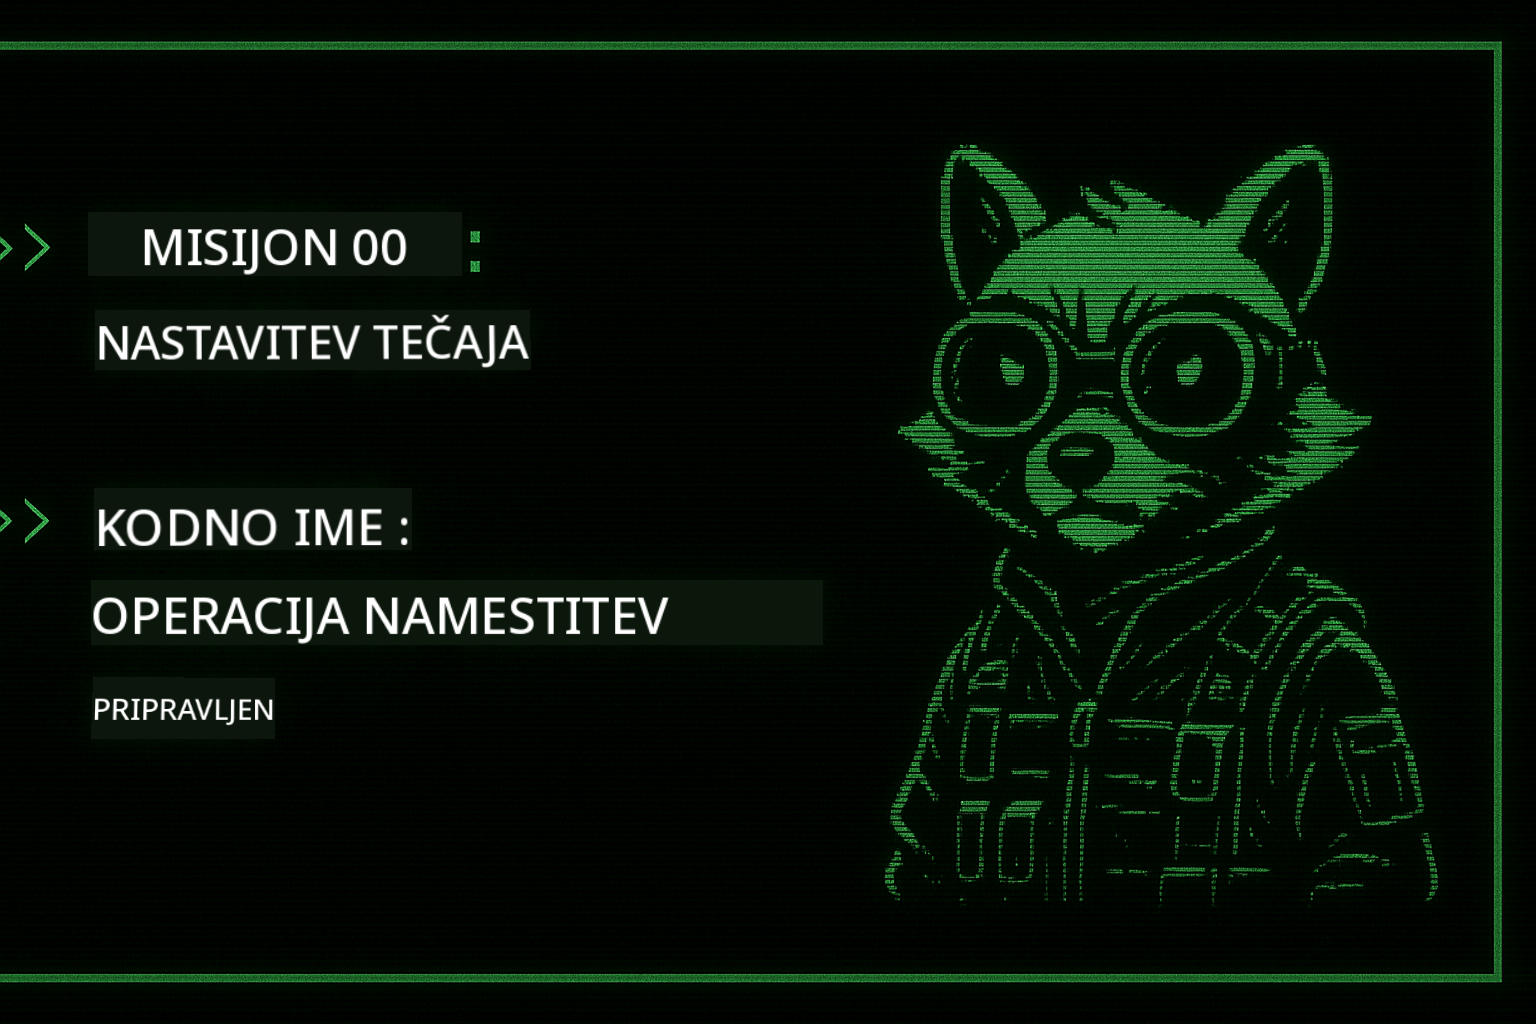 >> MISIJON 00 :
NASTAVITEV TEČAJA
>> KODNO IME :
OPERACIJA NAMESTITEV
PRIPRAVLJEN